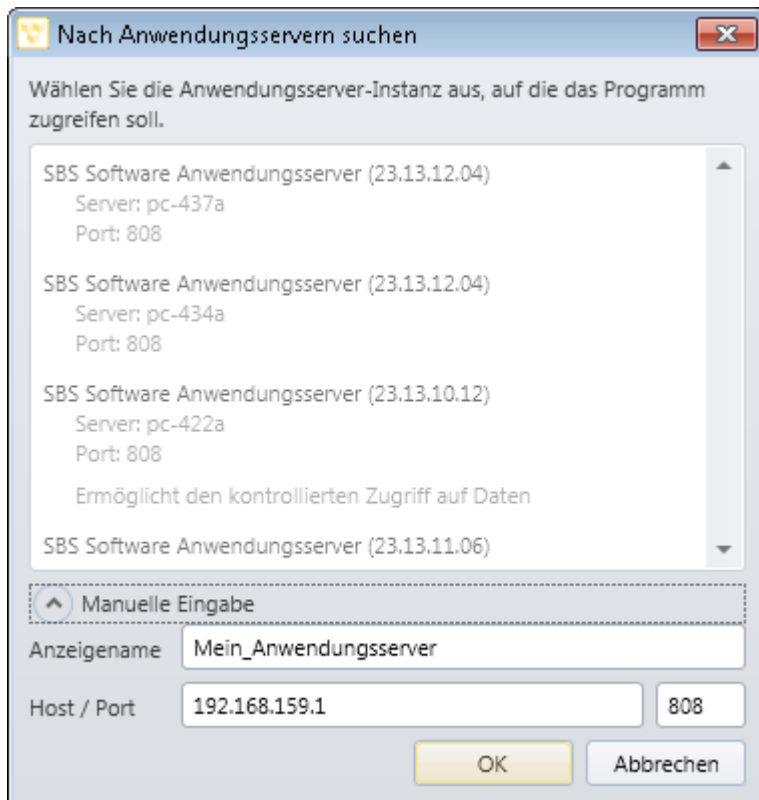 Nach Anwendungsservern suchen
Wählen Sie die Anwendungsserver-Instanz aus, auf die das Programm
zugreifen soll.
SBS Software Anwendungsserver (23.13.12.04)
Server: pc-437a
Port: 808
SBS Software Anwendungsserver (23.13.12.04)
Server: pc-434a
Port: 808
SBS Software Anwendungsserver (23.13.10.12)
Server: pc-422a
Port: 808
Ermöglicht den kontrollierten Zugriff auf Daten
SBS Software Anwendungsserver (23.13.11.06)
Manuelle Eingabe
Anzeigename Mein_Anwendungsserver
Host / Port 192.168.159.1 808
OK Abbrechen